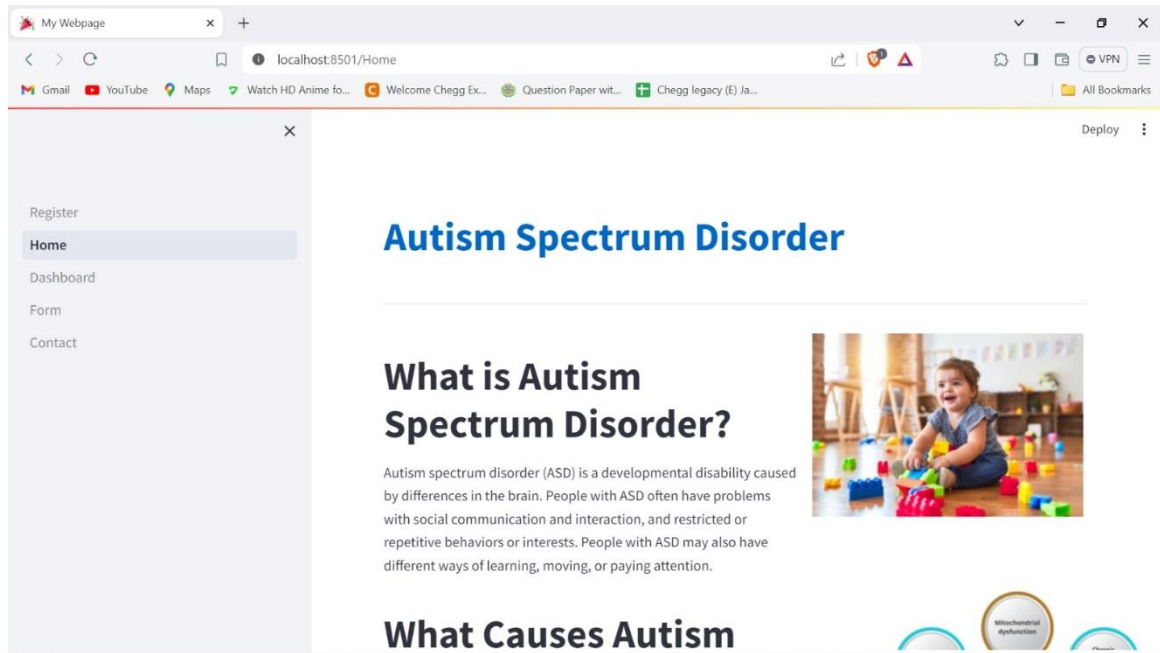 My Webpage
localhost:8501/Home
VPN
Gmail
YouTube
Maps
Watch HD Anime fo...
Welcome Chegg Ex...
Question Paper wit...
Chegg legacy (E) Ja...
All Bookmarks
Deploy
Register
Home
Dashboard
Form
Contact
Autism Spectrum Disorder
What is Autism
Spectrum Disorder?
Autism spectrum disorder (ASD) is a developmental disability caused
by differences in the brain. People with ASD often have problems
with social communication and interaction, and restricted or
repetitive behaviors or interests. People with ASD may also have
different ways of learning, moving, or paying attention.
What Causes Autism
Mitochondrial
dysfunction